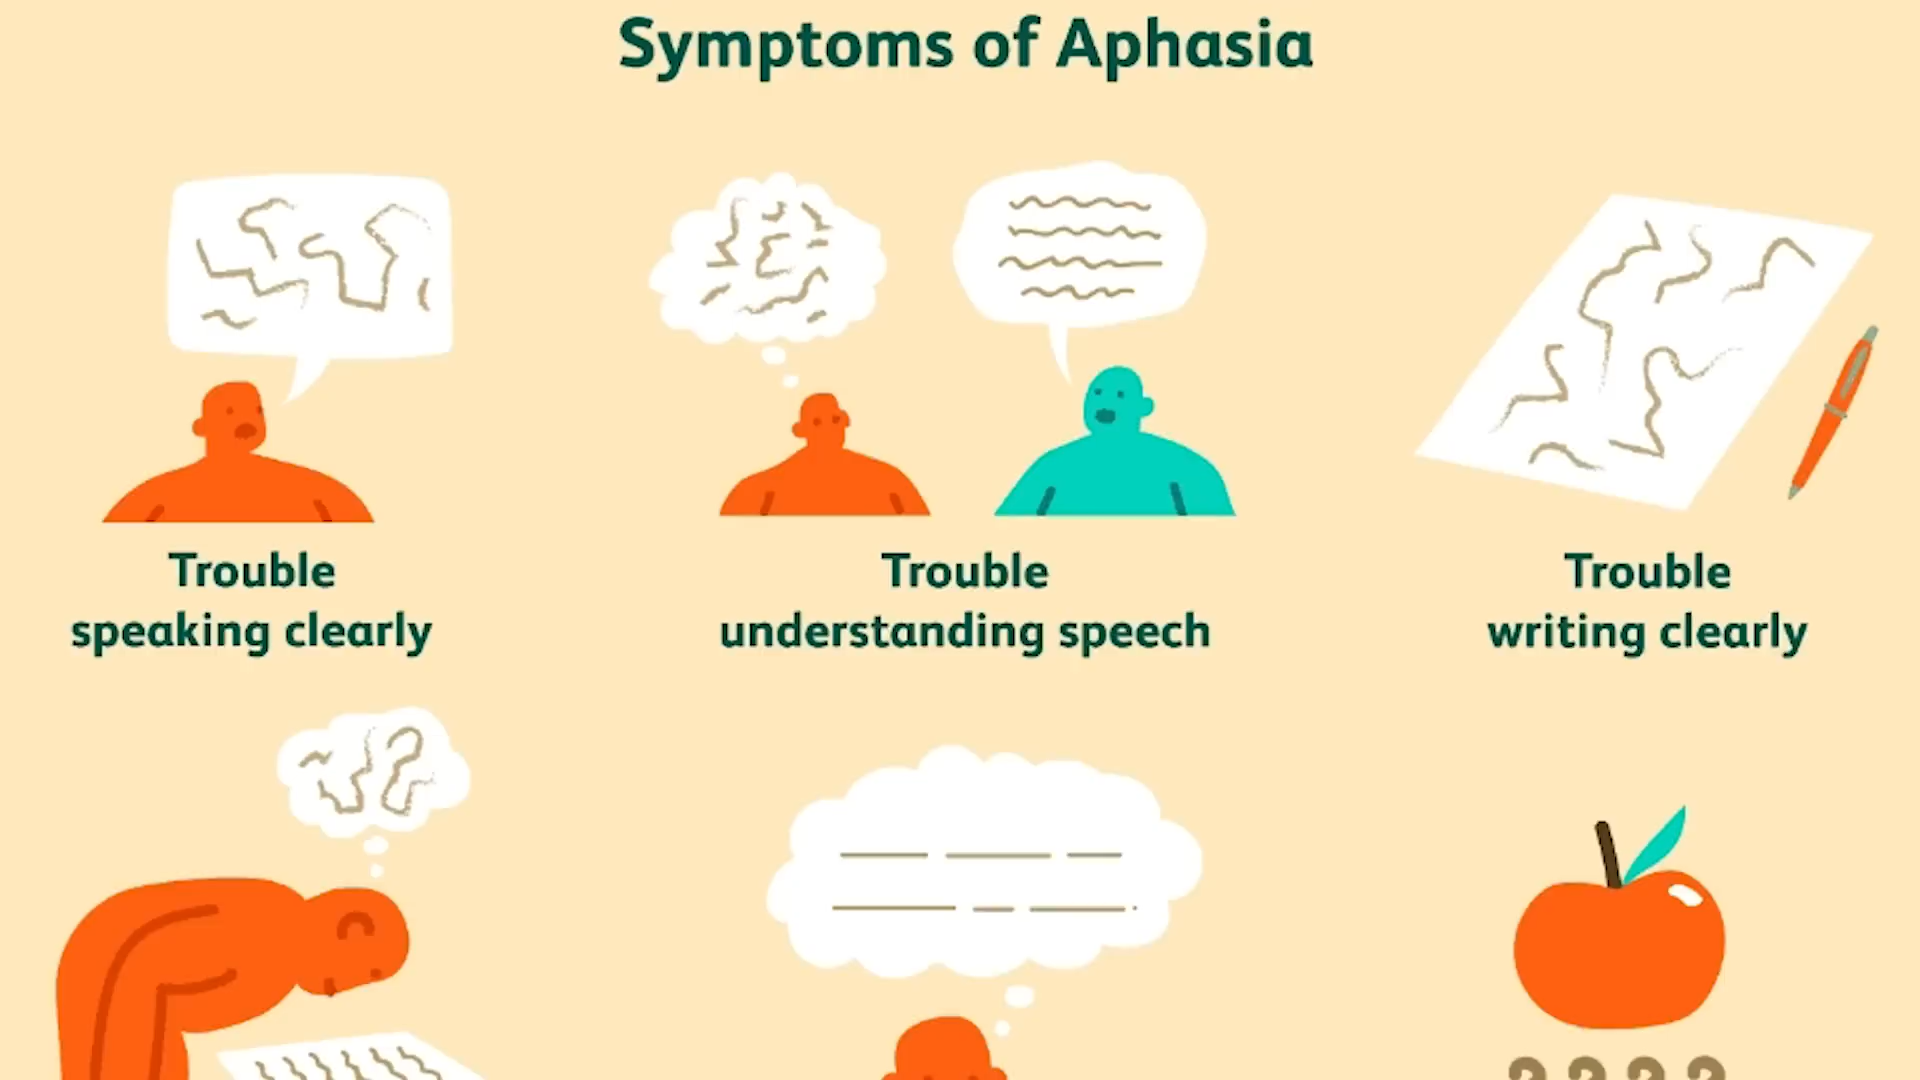 Symptoms of Aphasia
Trouble
speaking clearly
Trouble
understanding speech
Trouble
writing clearly
????